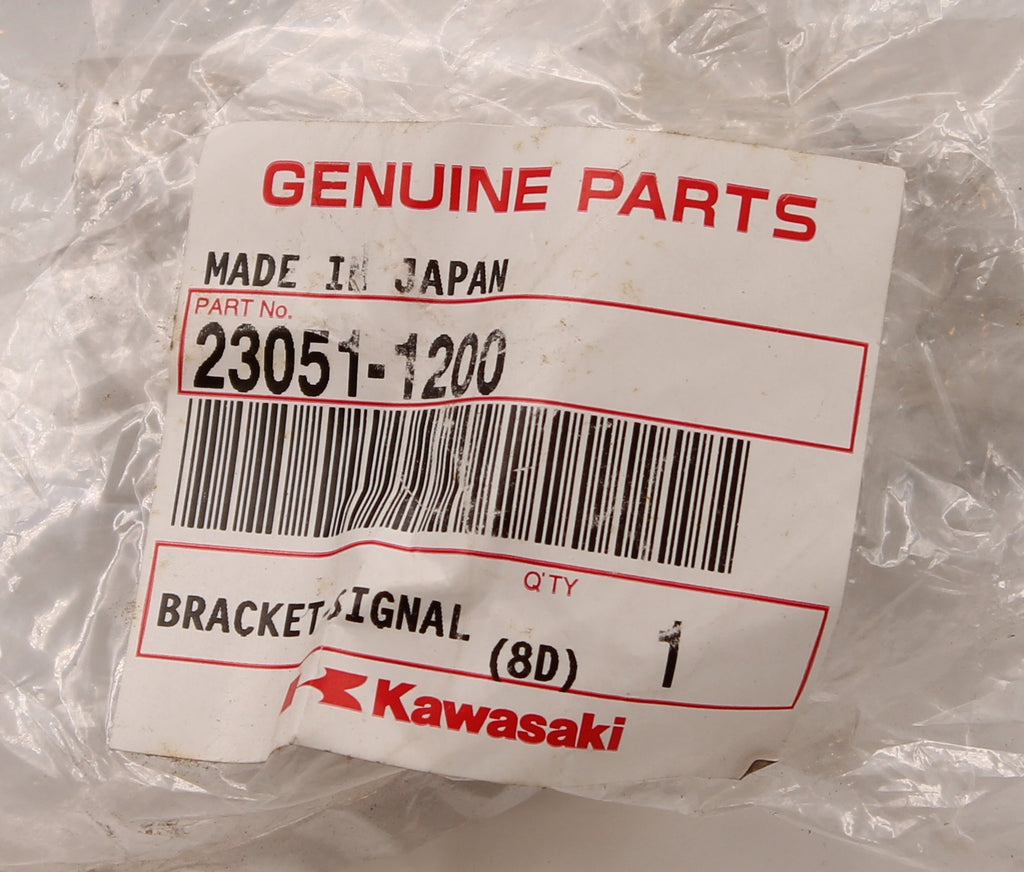 GENUINE PARTS
MADE IN JAPAN
PART No.
23051-1200
Q'TY
BRACKET-SIGNAL (8D) 1
Kawasaki